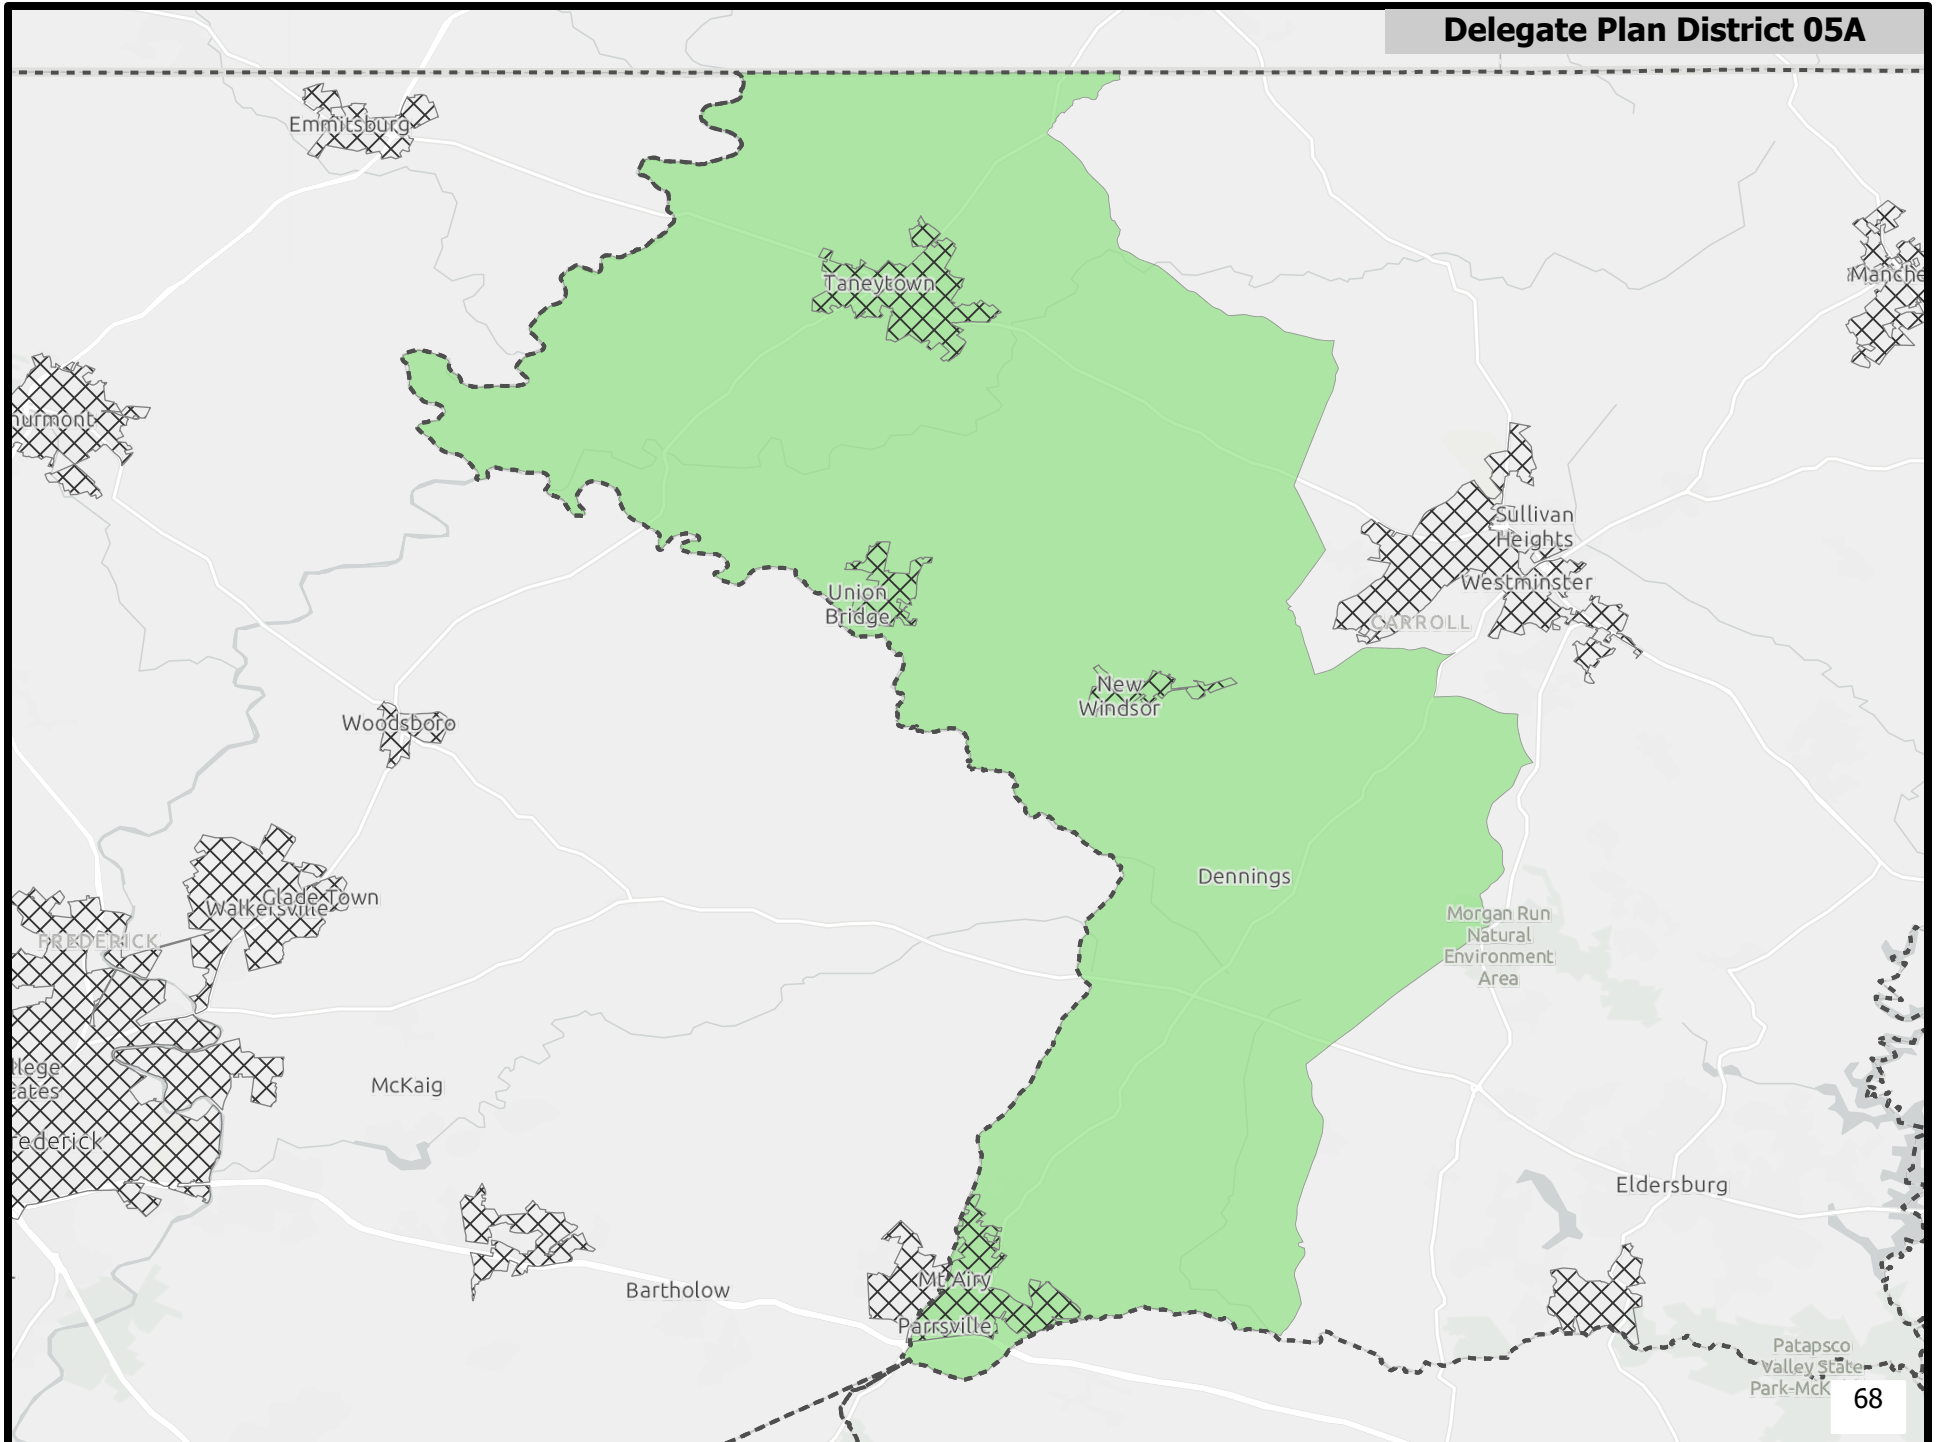 Delegate Plan District 05A
Emmitsburg
Taneytown
Manche
hurmont
Sullivan
Heights
Westminster
CARROLL
Union
Bridge
New
Windsor
Woodsboro
Dennings
Glade Town
Walkersville
FREDERICK
Morgan Run
Natural
Environment
Area
llege
tates
McKaig
rederick
Eldersburg
Bartholow
Mt Airy
Parrsville
Patapsco
Valley State
Park-McK
68